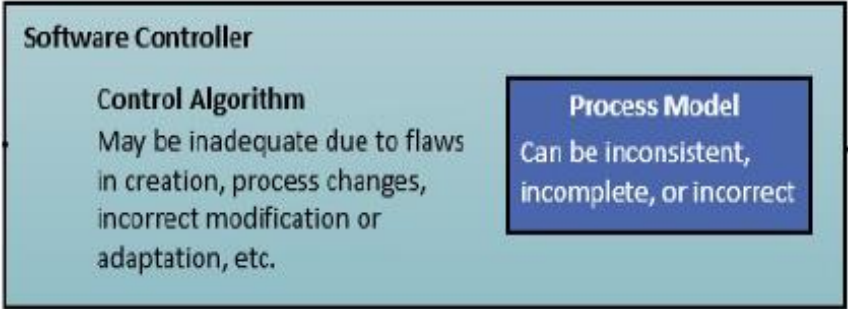 Software Controller
Control Algorithm
May be inadequate due to flaws
in creation, process changes,
incorrect modification or
adaptation, etc.
Process Model
Can be inconsistent,
incomplete, or incorrect